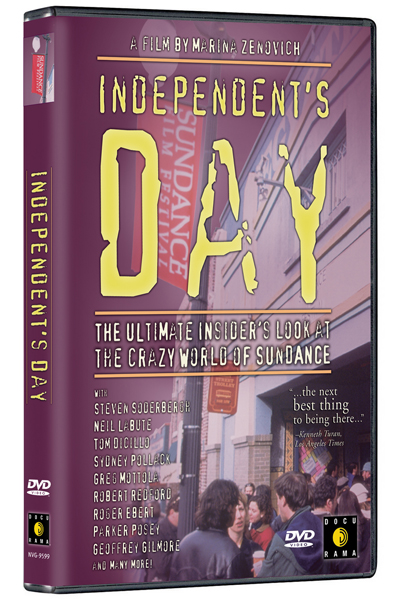 A FILM BY MARINA ZENOVICH
INDEPENDENT'S
DAY
SUNDANCE
FILM FESTIVAL
THE ULTIMATE INSIDER'S LOOK AT
THE CRAZY WORLD OF SUNDANCE
WITH
STEVEN SODERBERGH
NEIL LABUTE
TOM DICILLO
SYDNEY POLLACK
GREG MOTTOLA
ROBERT REDFORD
ROGER EBERT
PARKER POSEY
GEOFFREY GILMORE
AND MANY MORE!
"...the next
best thing
to being there..."
–Kenneth Turan,
Los Angeles Times
DVD
VIDEO
DOCU
RAMA
INDEPENDENT'S DAY
DVD
VIDEO
DOCU
RAMA
NVG-9599